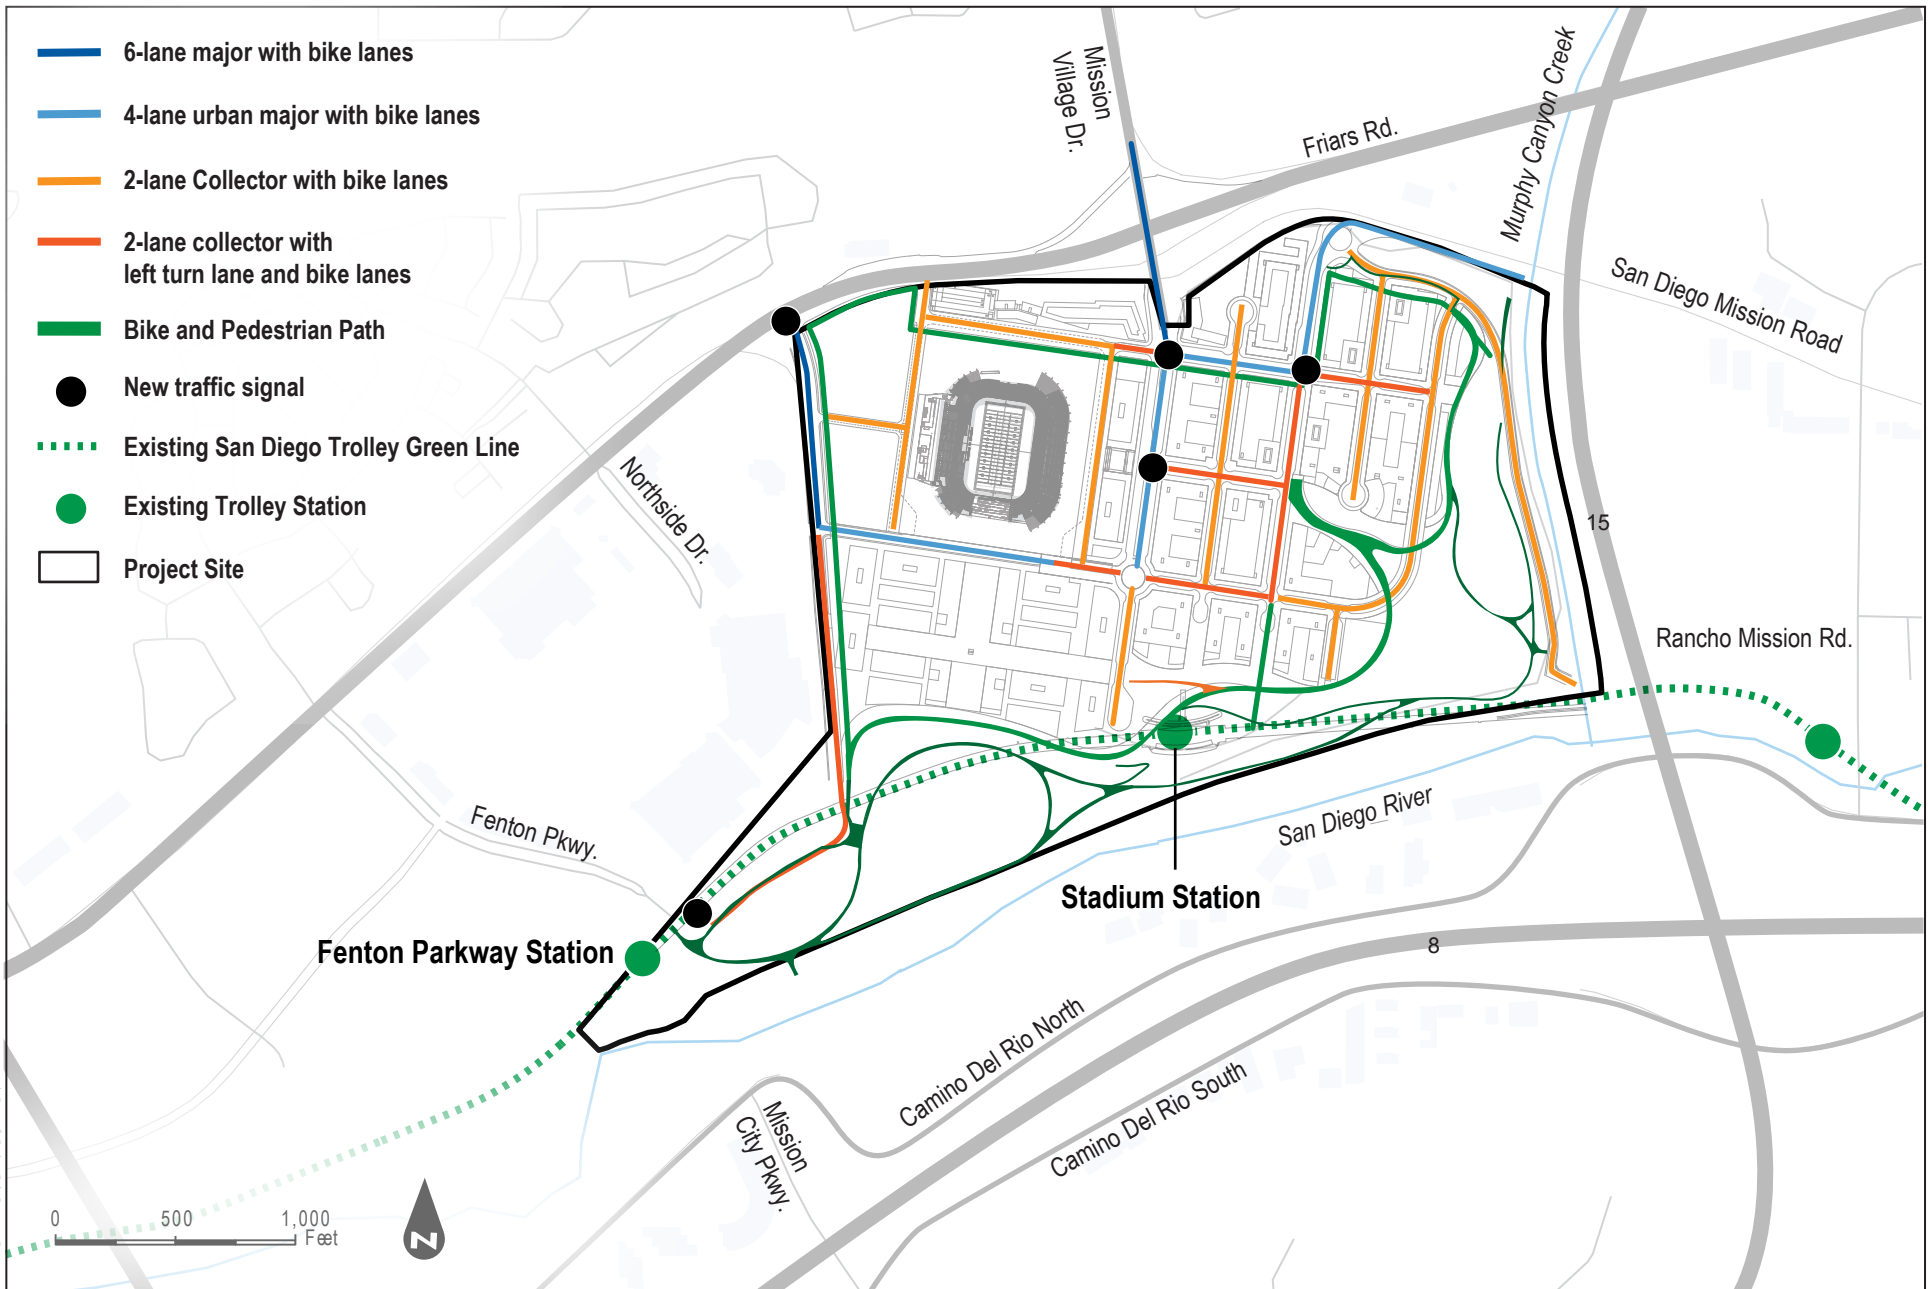 6-lane major with bike lanes
4-lane urban major with bike lanes
2-lane Collector with bike lanes
2-lane collector with
left turn lane and bike lanes
Bike and Pedestrian Path
New traffic signal
Existing San Diego Trolley Green Line
Existing Trolley Station
Project Site
Mission
Village Dr.
Friars Rd.
Murphy Canyon Creek
San Diego Mission Road
Northside Dr.
15
Rancho Mission Rd.
Fenton Pkwy.
San Diego River
Stadium Station
Fenton Parkway Station
8
Camino Del Rio North
Camino Del Rio South
Mission
City Pkwy.
0 500 1,000
Feet
N